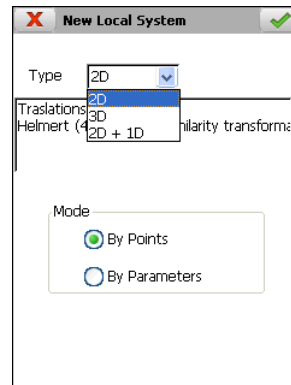 New Local System
Type 2D
2D
Traslations
3D
Helmert (4 milarity transforma
2D + 1D
Mode
By Points
By Parameters